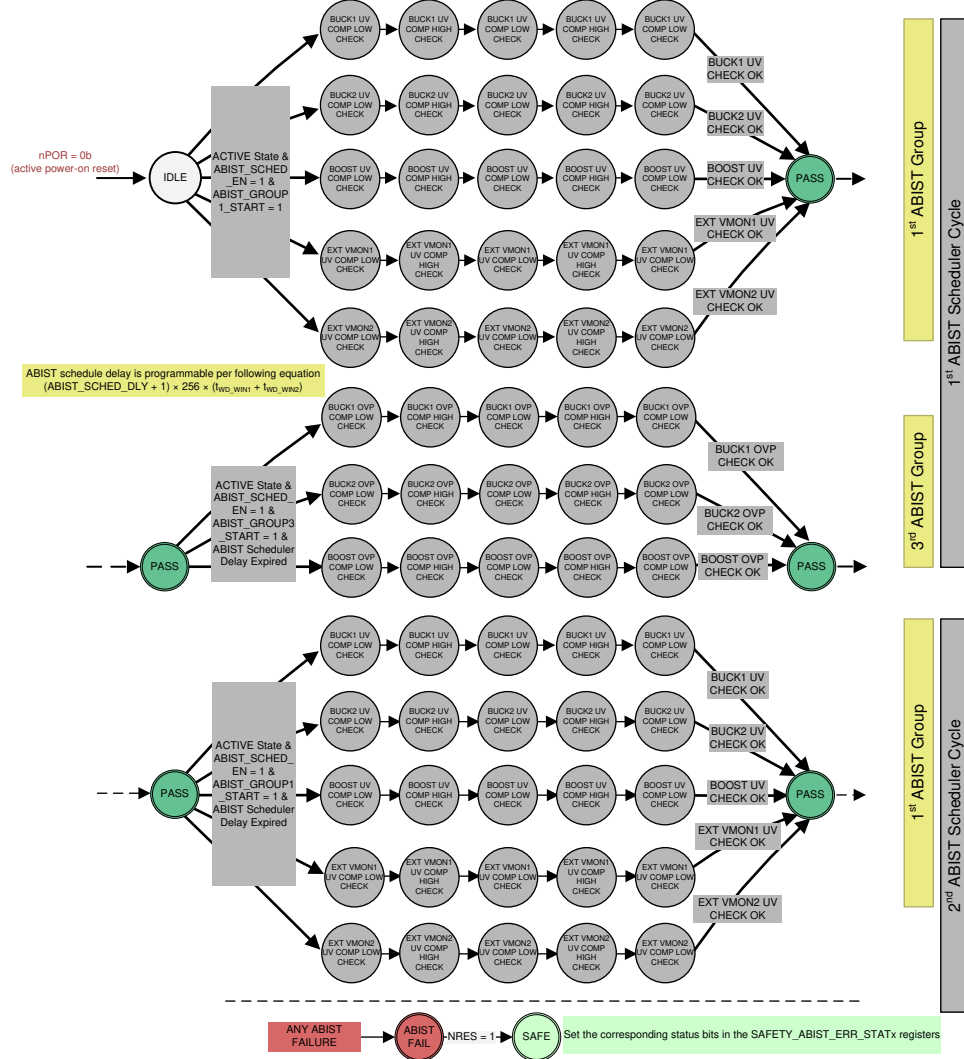 BUCK1 UV
COMP LOW
CHECK
BUCK1 UV
COMP HIGH
CHECK
BUCK1 UV
COMP LOW
CHECK
BUCK1 UV
COMP HIGH
CHECK
BUCK1 UV
COMP LOW
CHECK
BUCK1 UV
CHECK OK
BUCK2 UV
COMP LOW
CHECK
BUCK2 UV
COMP HIGH
CHECK
BUCK2 UV
COMP LOW
CHECK
BUCK2 UV
COMP HIGH
CHECK
BUCK2 UV
COMP LOW
CHECK
BUCK2 UV
CHECK OK
nPOR = 0b
(active power-on reset)
IDLE
ACTIVE State &
ABIST_SCHED
_EN = 1 &
ABIST_GROUP
1_START = 1
BOOST UV
COMP LOW
CHECK
BOOST UV
COMP HIGH
CHECK
BOOST UV
COMP LOW
CHECK
BOOST UV
COMP HIGH
CHECK
BOOST UV
COMP LOW
CHECK
BOOST UV
CHECK OK
PASS
EXT VMON1
UV COMP LOW
CHECK
EXT VMON1
UV COMP
HIGH
CHECK
EXT VMON1
UV COMP LOW
CHECK
EXT VMON1
UV COMP
HIGH
CHECK
EXT VMON1
UV COMP LOW
CHECK
EXT VMON1 UV
CHECK OK
EXT VMON2
UV COMP LOW
CHECK
EXT VMON2
UV COMP
HIGH
CHECK
EXT VMON2
UV COMP LOW
CHECK
EXT VMON2
UV COMP
HIGH
CHECK
EXT VMON2
UV COMP LOW
CHECK
EXT VMON2 UV
CHECK OK
1st ABIST Group
1st ABIST Scheduler Cycle
ABIST schedule delay is programmable per following equation
(ABIST_SCHED_DLY + 1) × 256 × (tWD_WIN1 + tWD_WIN2)
BUCK1 OVP
COMP LOW
CHECK
BUCK1 OVP
COMP HIGH
CHECK
BUCK1 OVP
COMP LOW
CHECK
BUCK1 OVP
COMP HIGH
CHECK
BUCK1 OVP
COMP LOW
CHECK
BUCK1 OVP
CHECK OK
BUCK2 OVP
COMP LOW
CHECK
BUCK2 OVP
COMP HIGH
CHECK
BUCK2 OVP
COMP LOW
CHECK
BUCK2 OVP
COMP HIGH
CHECK
BUCK2 OVP
COMP LOW
CHECK
BUCK2 OVP
CHECK OK
PASS
ACTIVE State &
ABIST_SCHED_
EN = 1 &
ABIST_GROUP3
_START = 1 &
ABIST Scheduler
Delay Expired
BOOST OVP
COMP LOW
CHECK
BOOST OVP
COMP HIGH
CHECK
BOOST OVP
COMP LOW
CHECK
BOOST OVP
COMP HIGH
CHECK
BOOST OVP
COMP LOW
CHECK
BOOST OVP
CHECK OK
PASS
3rd ABIST Group
BUCK1 UV
COMP LOW
CHECK
BUCK1 UV
COMP HIGH
CHECK
BUCK1 UV
COMP LOW
CHECK
BUCK1 UV
COMP HIGH
CHECK
BUCK1 UV
COMP LOW
CHECK
BUCK1 UV
CHECK OK
BUCK2 UV
COMP LOW
CHECK
BUCK2 UV
COMP HIGH
CHECK
BUCK2 UV
COMP LOW
CHECK
BUCK2 UV
COMP HIGH
CHECK
BUCK2 UV
COMP LOW
CHECK
BUCK2 UV
CHECK OK
PASS
ACTIVE State &
ABIST_SCHED_
EN = 1 &
ABIST_GROUP1
_START = 1 &
ABIST Scheduler
Delay Expired
BOOST UV
COMP LOW
CHECK
BOOST UV
COMP HIGH
CHECK
BOOST UV
COMP LOW
CHECK
BOOST UV
COMP HIGH
CHECK
BOOST UV
COMP LOW
CHECK
BOOST UV
CHECK OK
PASS
EXT VMON1
UV COMP LOW
CHECK
EXT VMON1
UV COMP
HIGH
CHECK
EXT VMON1
UV COMP LOW
CHECK
EXT VMON1
UV COMP
HIGH
CHECK
EXT VMON1
UV COMP LOW
CHECK
EXT VMON1 UV
CHECK OK
EXT VMON2
UV COMP LOW
CHECK
EXT VMON2
UV COMP
HIGH
CHECK
EXT VMON2
UV COMP LOW
CHECK
EXT VMON2
UV COMP
HIGH
CHECK
EXT VMON2
UV COMP LOW
CHECK
EXT VMON2 UV
CHECK OK
1st ABIST Group
2nd ABIST Scheduler Cycle
ANY ABIST
FAILURE
ABIST
FAIL
NRES = 1
SAFE
Set the corresponding status bits in the SAFETY_ABIST_ERR_STATx registers